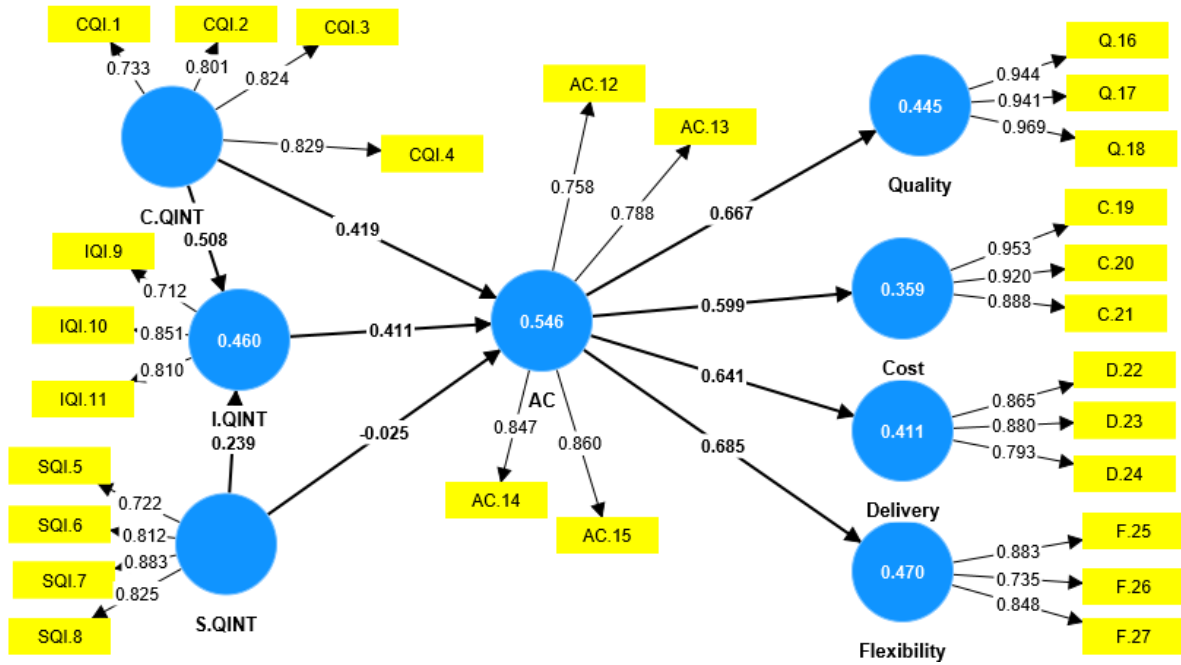 CQI.1
CQI.2
CQI.3
0.733
0.801
0.824
0.829
CQI.4
C.QINT
0.508
0.419
IQI.9
0.712
IQI.10
0.851
IQI.11
0.810
0.460
I.QINT
0.239
0.411
SQI.5
0.722
SQI.6
0.812
SQI.7
0.883
SQI.8
0.825
S.QINT
-0.025
AC.12
AC.13
0.758
0.788
0.546
AC
0.847
0.860
AC.14
AC.15
0.667
0.599
0.641
0.685
0.445
Quality
0.944
0.941
0.969
Q.16
Q.17
Q.18
0.359
Cost
0.953
0.920
0.888
C.19
C.20
C.21
0.411
Delivery
0.865
0.880
0.793
D.22
D.23
D.24
0.470
Flexibility
0.883
0.735
0.848
F.25
F.26
F.27